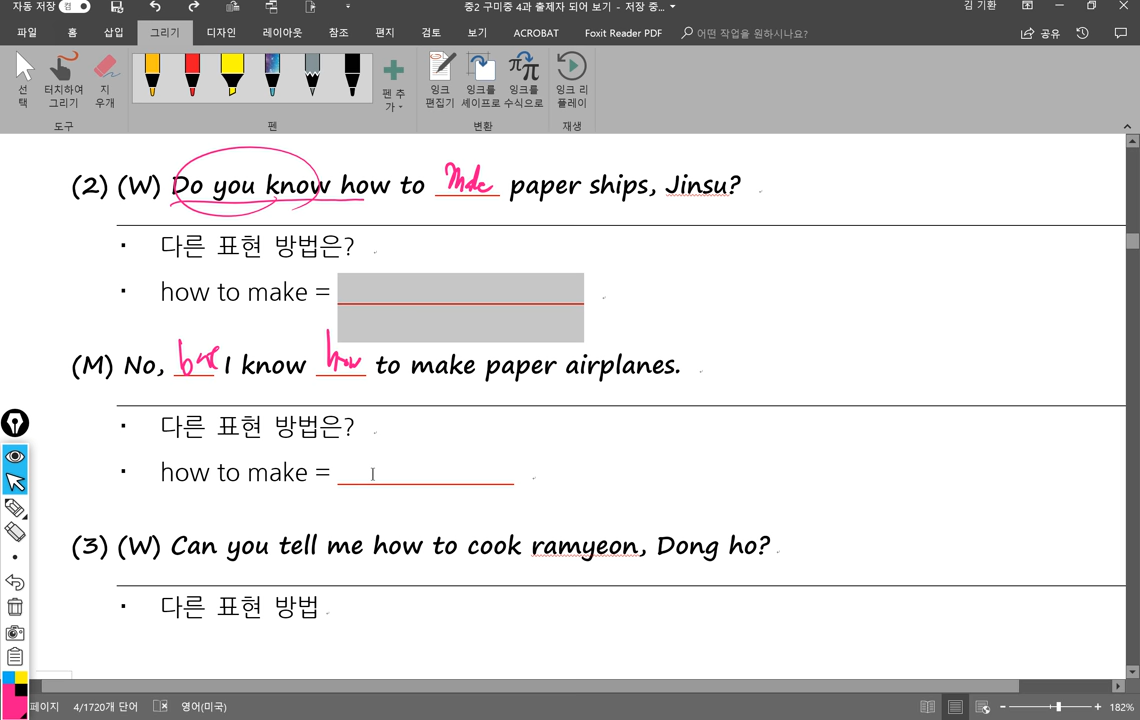 자동 저장 켬 중2 구미중 4과 출제자 되어 보기 - 저장 중... 김 기환
파일 홈 삽입 그리기 디자인 레이아웃 참조 편지 검토 보기 ACROBAT Foxit Reader PDF 어떤 작업을 원하시나요? 공유
선택 터치하여 그리기 지우개 펜 추가 잉크 편집기 잉크를 셰이프로 잉크를 수식으로 잉크 리플레이
도구 펜 변환 재생
(2) (W) Do you know how to make paper ships, Jinsu?
· 다른 표현 방법은?
· how to make =
(M) No, but I know how to make paper airplanes.
· 다른 표현 방법은?
· how to make =
(3) (W) Can you tell me how to cook ramyeon, Dong ho?
· 다른 표현 방법
페이지 4/17 20개 단어 영어(미국) 182%